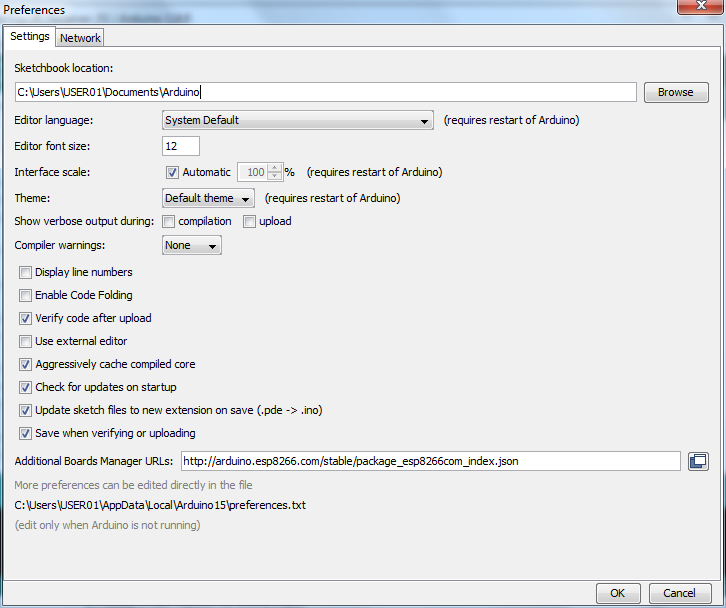 Preferences
Settings Network
Sketchbook location:
C:\Users\USER01\Documents\Arduino Browse
Editor language: System Default (requires restart of Arduino)
Editor font size: 12
Interface scale: Automatic 100 % (requires restart of Arduino)
Theme: Default theme (requires restart of Arduino)
Show verbose output during: compilation upload
Compiler warnings: None
Display line numbers
Enable Code Folding
Verify code after upload
Use external editor
Aggressively cache compiled core
Check for updates on startup
Update sketch files to new extension on save (.pde -> .ino)
Save when verifying or uploading
Additional Boards Manager URLs: http://arduino.esp8266.com/stable/package_esp8266com_index.json
More preferences can be edited directly in the file
C:\Users\USER01\AppData\Local\Arduino15\preferences.txt
(edit only when Arduino is not running)
OK Cancel